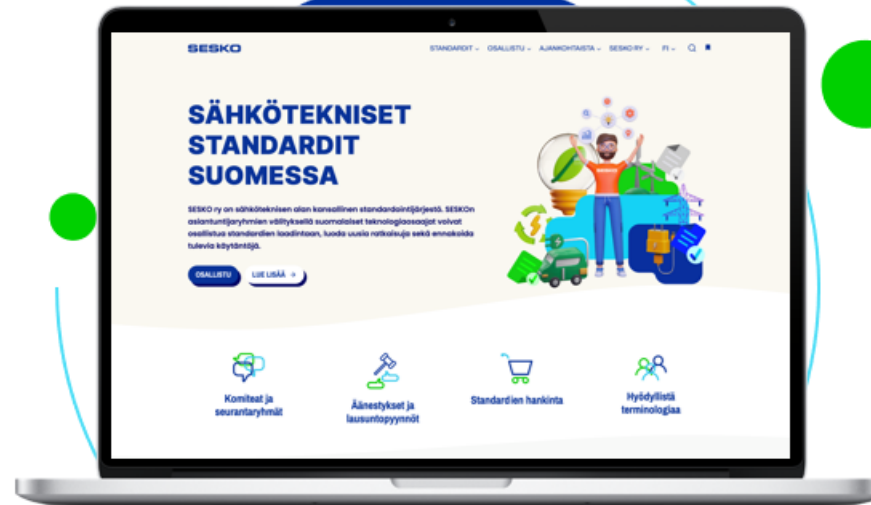 SESKO
STANDARDIT OSALLISTU AJANKOHTAISTA SESKO RY FI
SÄHKÖTEKNISET
STANDARDIT
SUOMESSA
SESKO ry on sähköteknisen alan kansallinen standardointijärjestö. SESKOn
asiantuntijaryhmien välityksellä suomalaiset teknologiaosaajat voivat
osallistua standardien laadintaan, luoda uusia ratkaisuja sekä ennakoida
tulevia käytäntöjä.
OSALLISTU LUE LISÄÄ →
SESKO
Komiteat ja
seurantaryhmät
Äänestykset ja
lausuntopyynnöt
Standardien hankinta
Hyödyllistä
terminologiaa